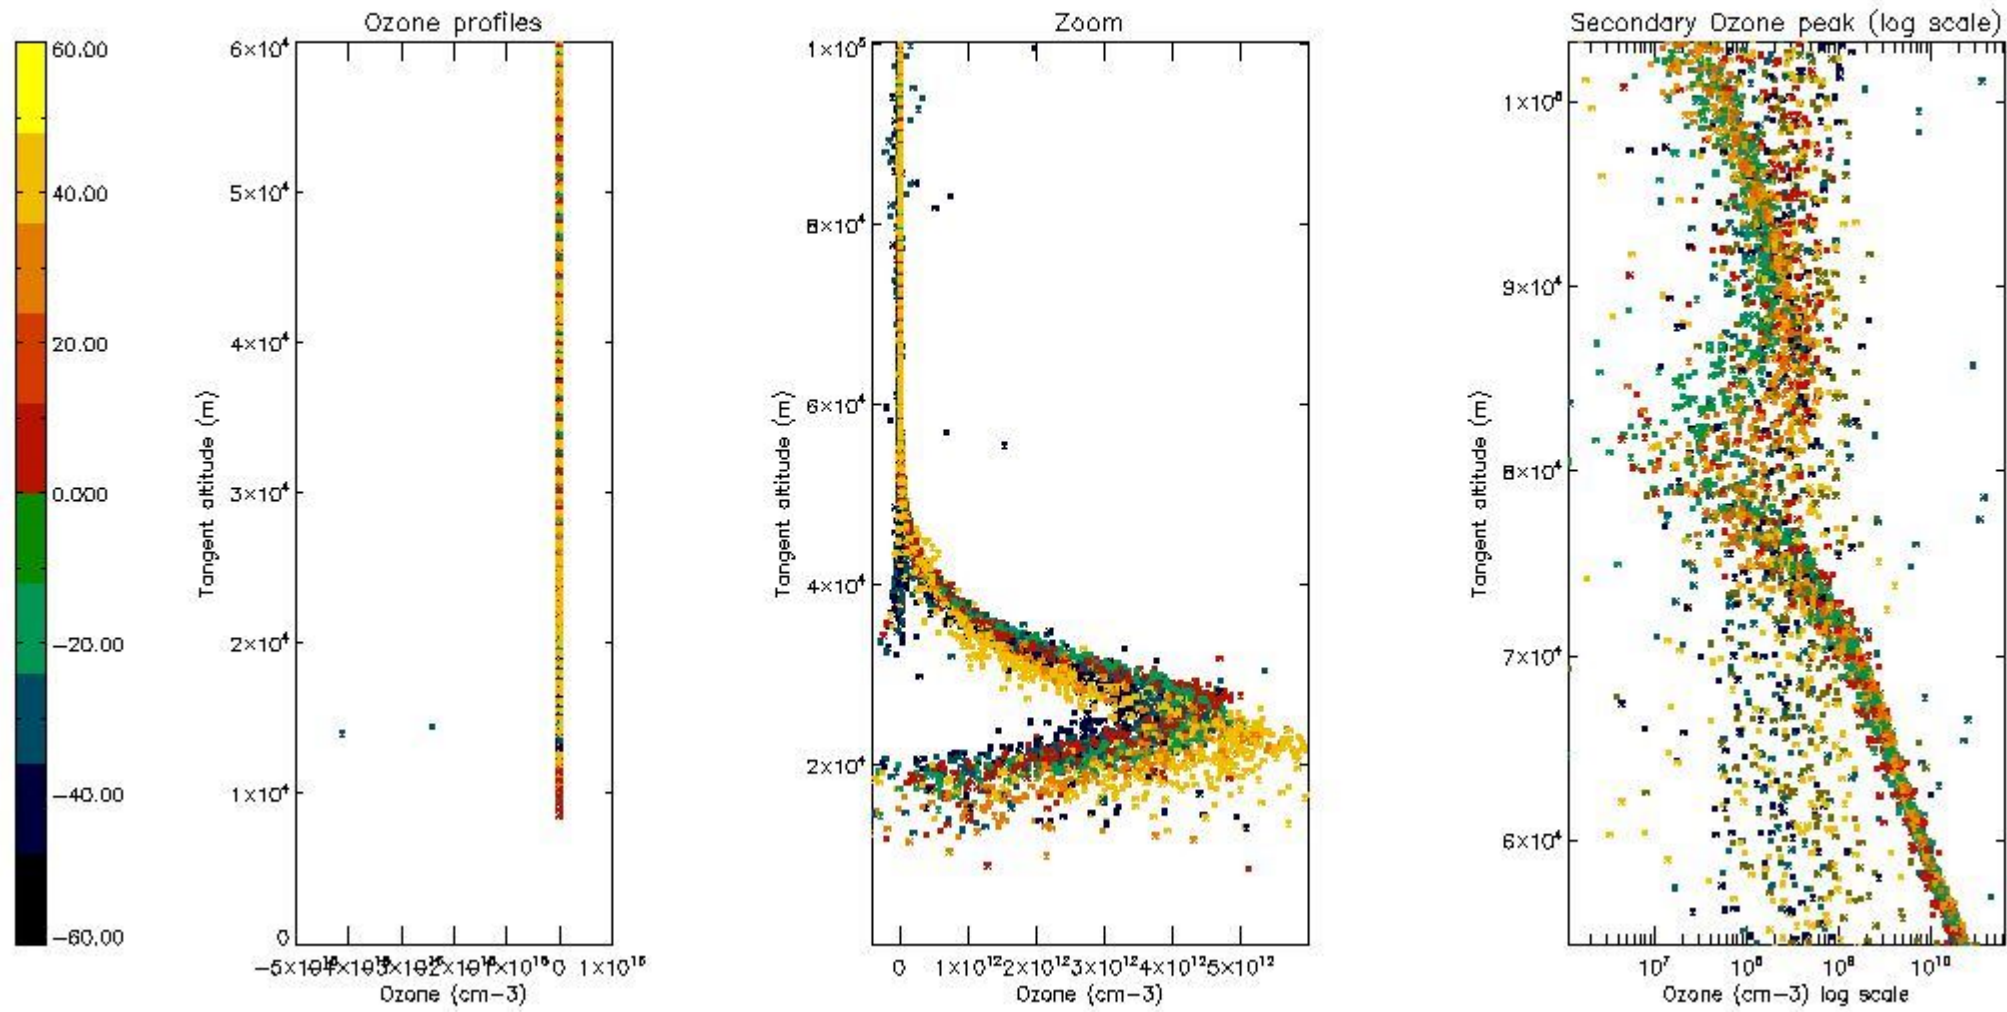 Ozone profiles
Zoom
Secondary Ozone peak (log scale)
60.00
40.00
20.00
0.000
−20.00
−40.00
−60.00
Tangent altitude (m)
6×10⁴
5×10⁴
4×10⁴
3×10⁴
2×10⁴
1×10⁴
0
0 1×10¹⁵
Ozone (cm−3)
Tangent altitude (m)
1×10⁵
8×10⁴
6×10⁴
4×10⁴
2×10⁴
0 1×10¹² 2×10¹² 3×10¹² 4×10¹² 5×10¹²
Ozone (cm−3)
Tangent altitude (m)
1×10⁵
9×10⁴
8×10⁴
7×10⁴
6×10⁴
10⁷ 10⁸ 10⁹ 10¹⁰
Ozone (cm−3) log scale